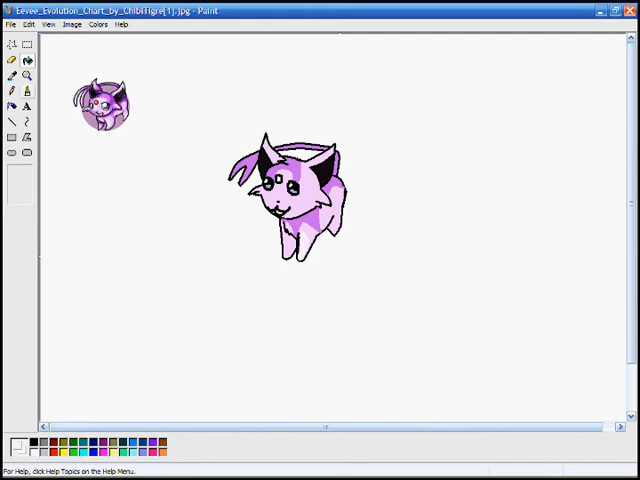 Eevee_Evolution_Chart_by_ChibiTigre[1].jpg - Paint
File Edit View Image Colors Help
A
For Help, click Help Topics on the Help Menu.